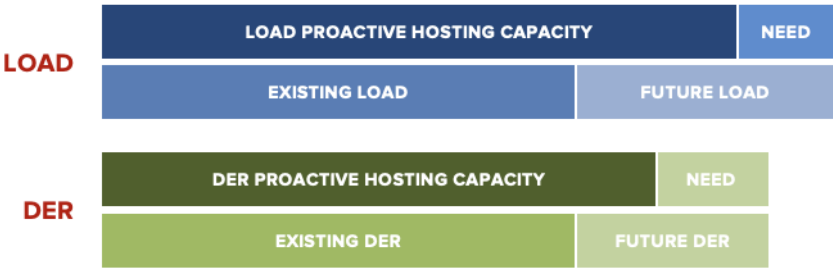 LOAD
LOAD PROACTIVE HOSTING CAPACITY
NEED
EXISTING LOAD
FUTURE LOAD
DER
DER PROACTIVE HOSTING CAPACITY
NEED
EXISTING DER
FUTURE DER